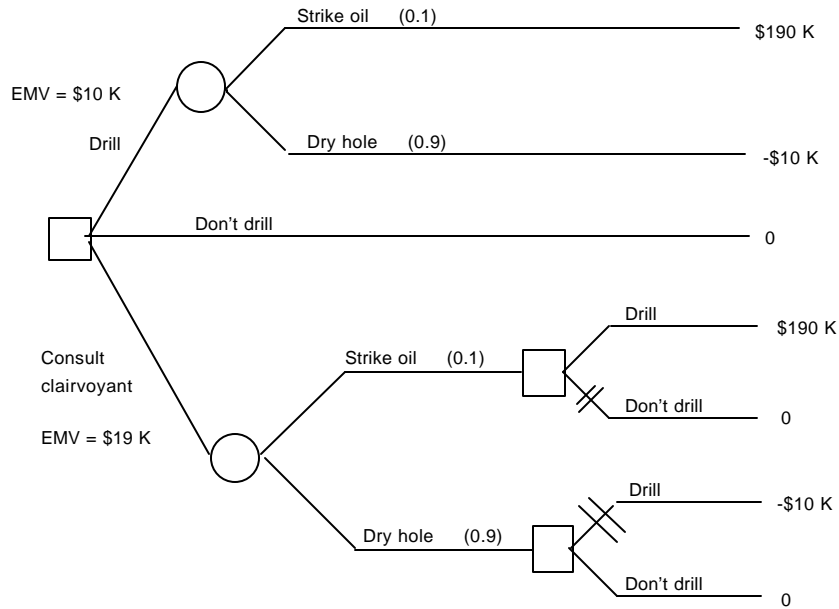 Strike oil (0.1)
$190 K
EMV = $10 K
Drill
Dry hole (0.9)
-$10 K
Don't drill
0
Drill
$190 K
Consult
clairvoyant
Strike oil (0.1)
Don't drill
0
EMV = $19 K
Drill
-$10 K
Dry hole (0.9)
Don't drill
0